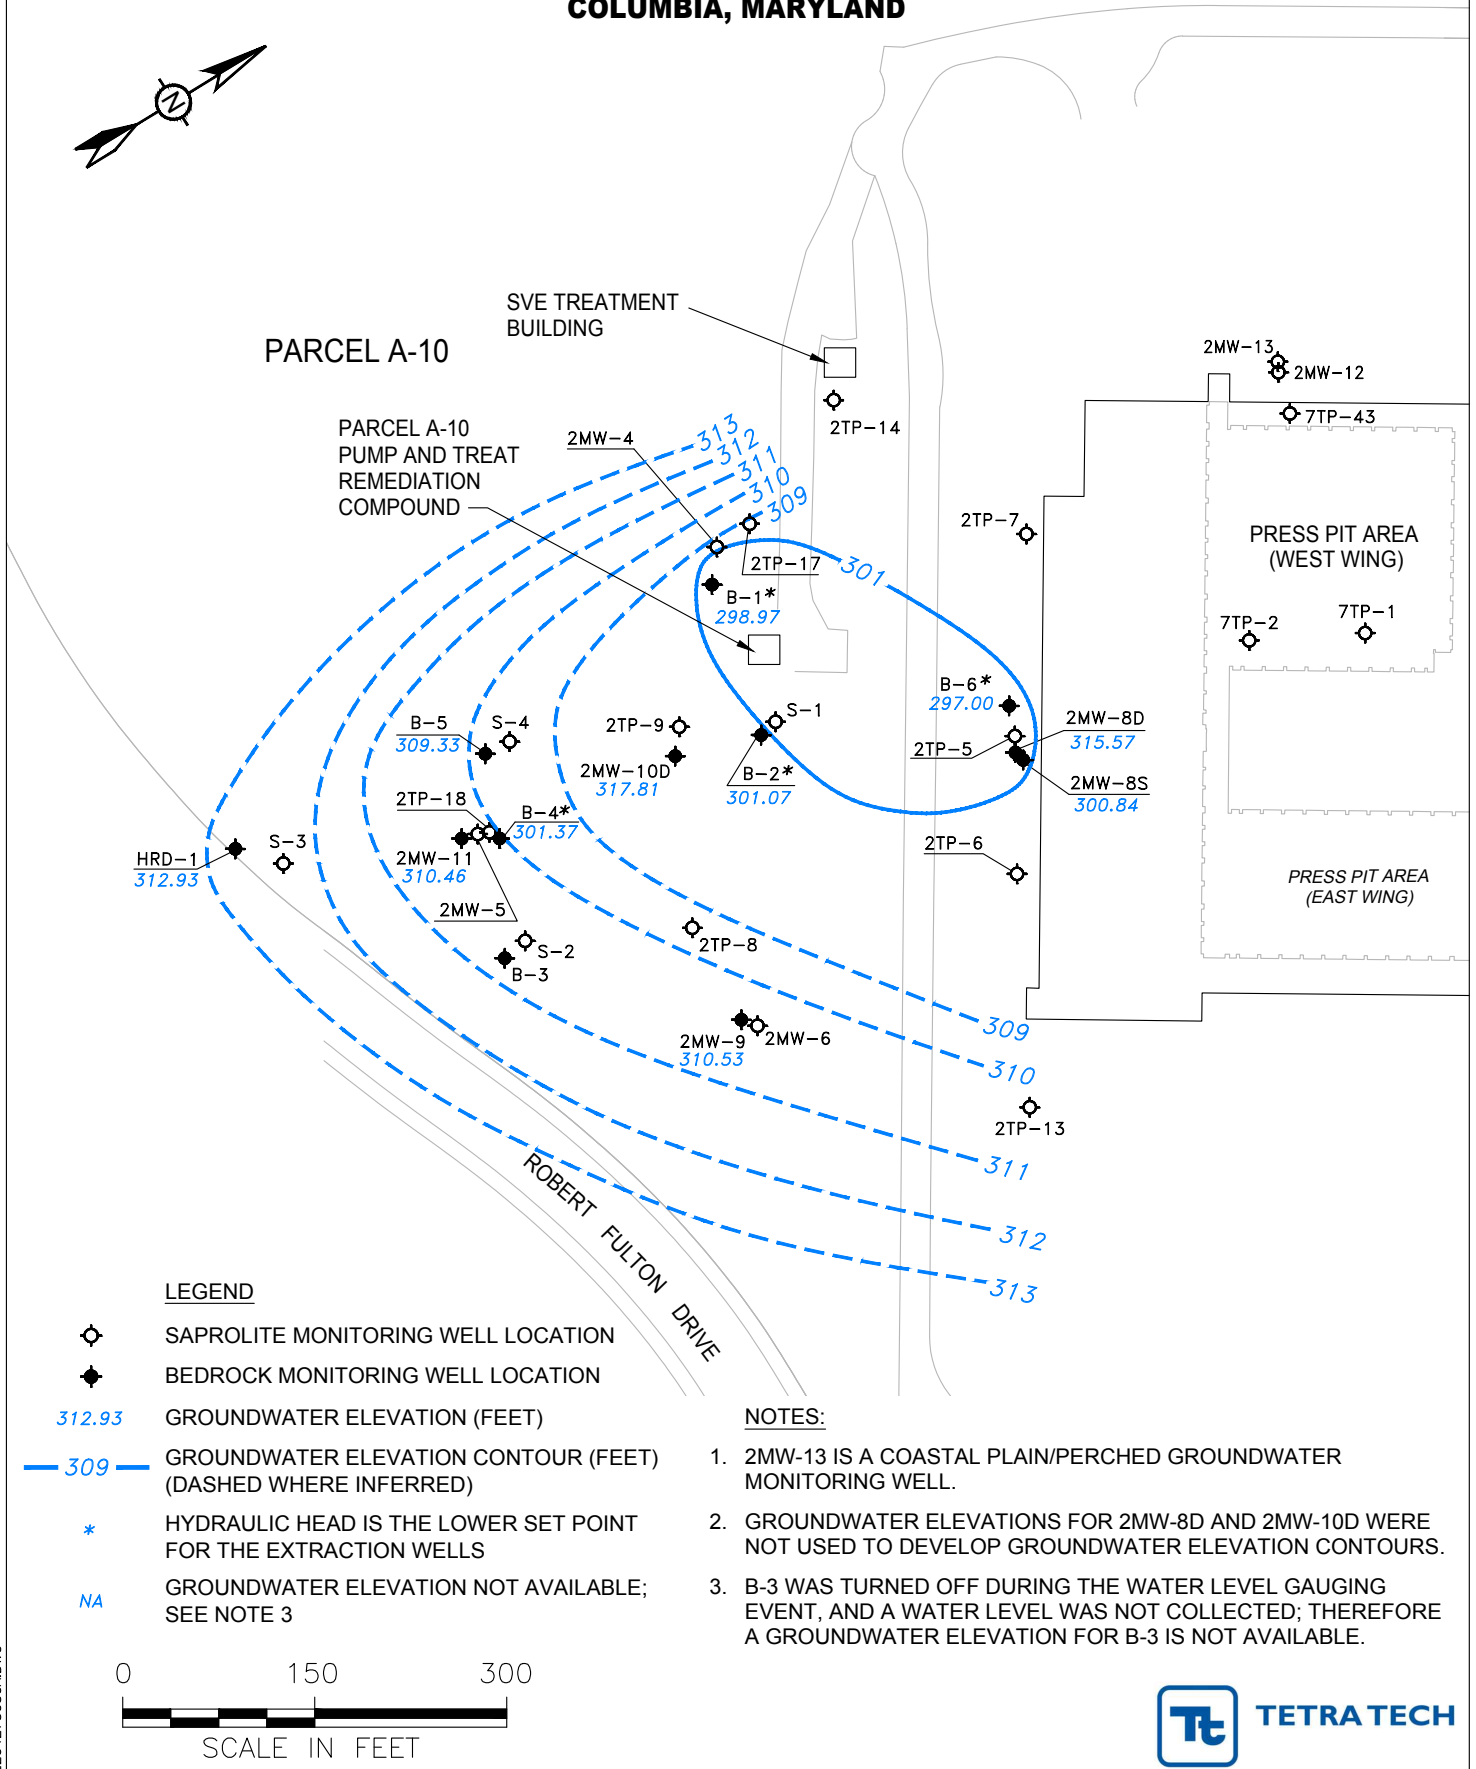 COLUMBIA, MARYLAND
N
SVE TREATMENT
BUILDING
PARCEL A-10
2MW-13
2MW-12
7TP-43
2TP-14
PARCEL A-10
PUMP AND TREAT
REMEDIATION
COMPOUND
2MW-4
313
312
311
310
309
2TP-7
PRESS PIT AREA
(WEST WING)
2TP-17
301
B-1*
298.97
7TP-2
7TP-1
B-6*
297.00
B-5
309.33
S-4
2TP-9
S-1
2MW-8D
315.57
2TP-5
2MW-10D
317.81
B-2*
301.07
2MW-8S
300.84
2TP-18
B-4*
301.37
HRD-1
312.93
S-3
2MW-11
310.46
2TP-6
PRESS PIT AREA
(EAST WING)
2MW-5
S-2
B-3
2TP-8
2MW-9
310.53
2MW-6
309
310
2TP-13
311
312
313
ROBERT FULTON DRIVE
LEGEND
SAPROLITE MONITORING WELL LOCATION
BEDROCK MONITORING WELL LOCATION
312.93 GROUNDWATER ELEVATION (FEET)
309 GROUNDWATER ELEVATION CONTOUR (FEET)
(DASHED WHERE INFERRED)
* HYDRAULIC HEAD IS THE LOWER SET POINT
FOR THE EXTRACTION WELLS
NA GROUNDWATER ELEVATION NOT AVAILABLE;
SEE NOTE 3
NOTES:
1. 2MW-13 IS A COASTAL PLAIN/PERCHED GROUNDWATER
MONITORING WELL.
2. GROUNDWATER ELEVATIONS FOR 2MW-8D AND 2MW-10D WERE
NOT USED TO DEVELOP GROUNDWATER ELEVATION CONTOURS.
3. B-3 WAS TURNED OFF DURING THE WATER LEVEL GAUGING
EVENT, AND A WATER LEVEL WAS NOT COLLECTED; THEREFORE
A GROUNDWATER ELEVATION FOR B-3 IS NOT AVAILABLE.
0 150 300
SCALE IN FEET
Tt TETRA TECH